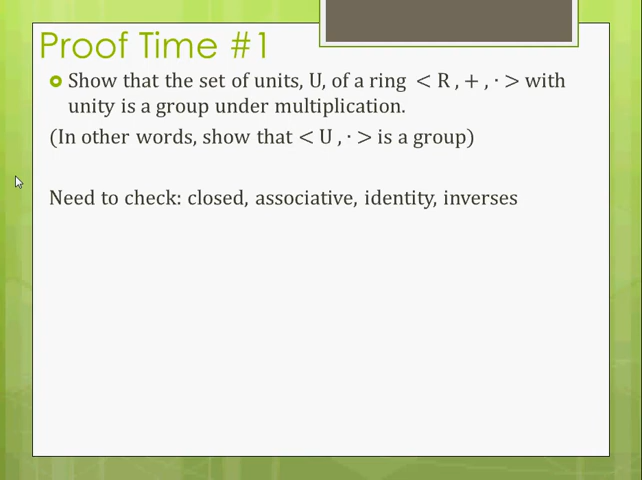 Proof Time #1
Show that the set of units, U, of a ring < R , + , · > with
unity is a group under multiplication.
(In other words, show that < U , · > is a group)
Need to check: closed, associative, identity, inverses